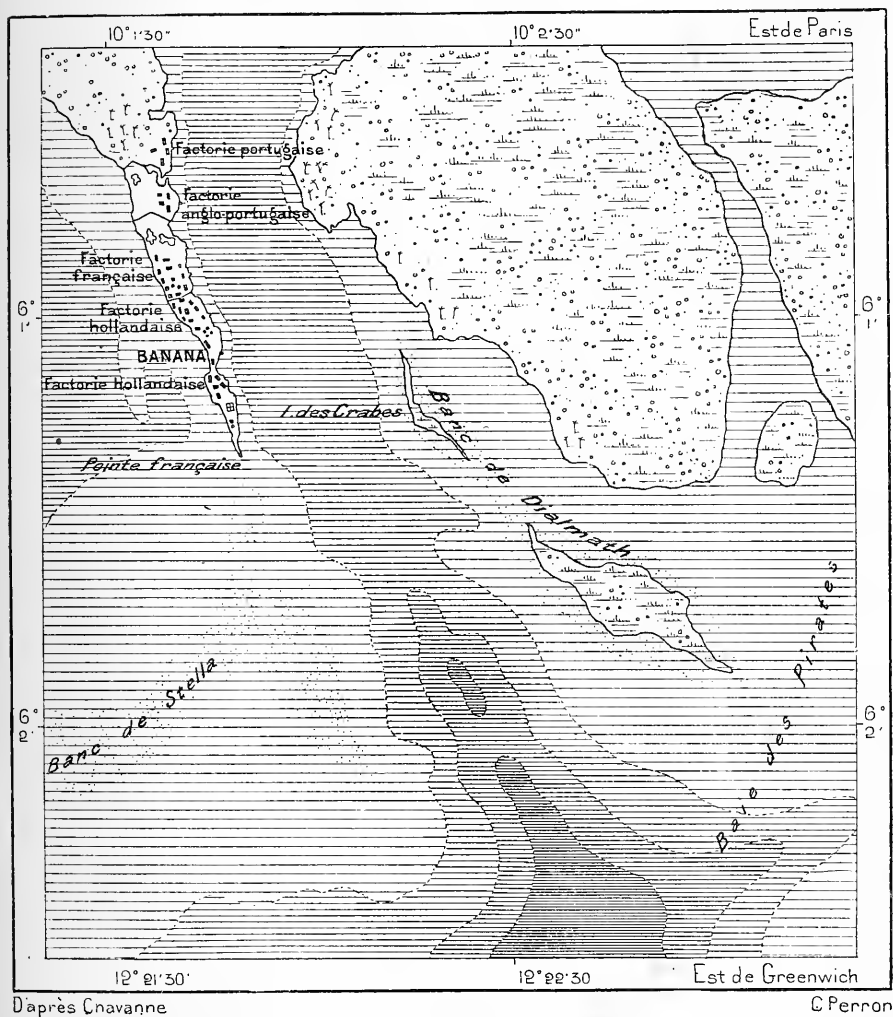 10° 1'30"
10° 2'30"
Est de Paris
Factorie portugaise
Factorie
anglo-portugaise
Factorie
française
6°
1'
6°
1'
Factorie
hollandaise
BANANA
Factorie hollandaise
I. des Crabes
Pointe française
Banc de Dialmath
Banc de Stella
Baie des Pirates
6°
2'
6°
2'
12° 21'30
12° 22'30
Est de Greenwich
D'après Chavanne
C Perron